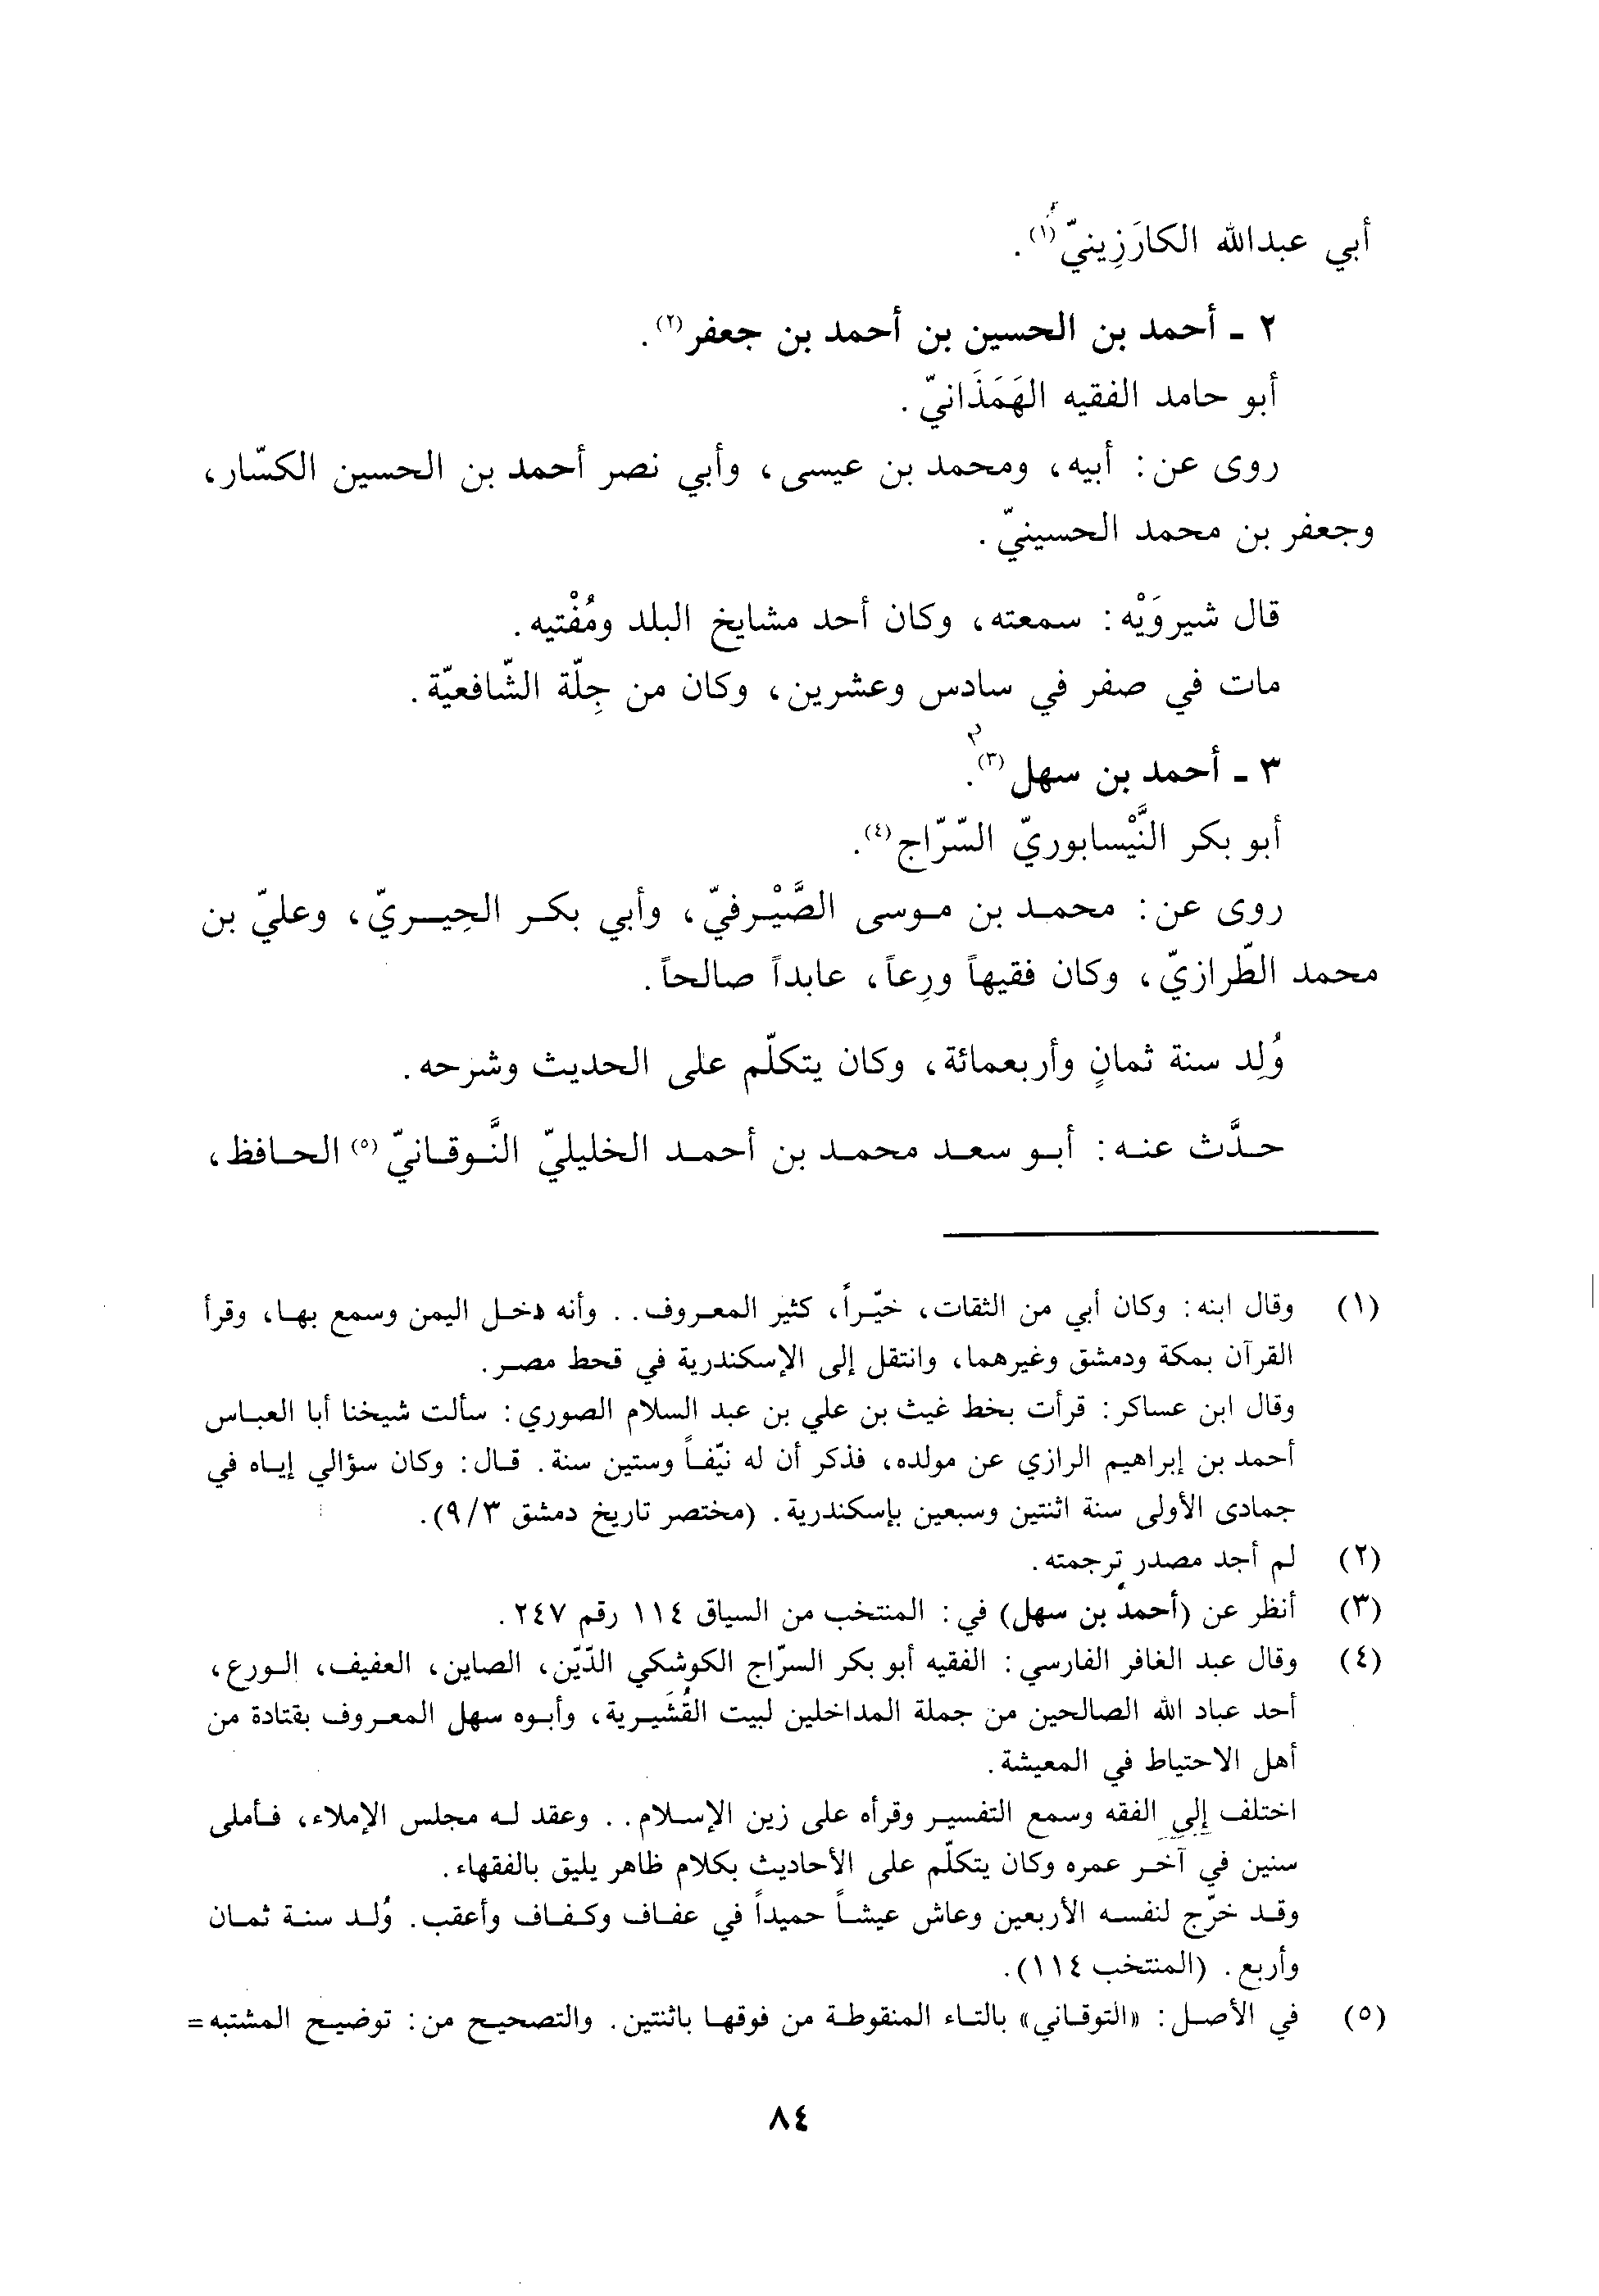 أبي عبدالله الكارَزِينيّ(١).
٢ - أحمد بن الحسين بن أحمد بن جعفر(٢).
أبو حامد الفقيه الهَمَذَانيّ.
روى عن: أبيه، ومحمد بن عيسى، وأبي نصر أحمد بن الحسين الكسّار،
وجعفر بن محمد الحسينيّ.
قال شيروَيْه: سمعته، وكان أحد مشايخ البلد ومُفْتيه.
مات في صفر في سادس وعشرين، وكان من جِلّة الشّافعيّة.
٣ - أحمد بن سهل(٣).
أبو بكر النَّيْسابوريّ السّرّاج(٤).
روى عن: محمد بن موسى الصَّيْرفيّ، وأبي بكر الحِيريّ، وعليّ بن
محمد الطّرازيّ، وكان فقيهاً ورِعاً، عابداً صالحاً.
وُلِد سنة ثمانٍ وأربعمائة، وكان يتكلّم على الحديث وشرحه.
حدَّث عنه: أبو سعد محمد بن أحمد الخليليّ النَّوقانيّ(٥) الحافظ،
(١) وقال ابنه: وكان أبي من الثقات، خيّراً، كثير المعروف.. وأنه دخل اليمن وسمع بها، وقرأ
القرآن بمكة ودمشق وغيرهما، وانتقل إلى الإسكندرية في قحط مصر.
وقال ابن عساكر: قرأت بخط غيث بن علي بن عبد السلام الصوري: سألت شيخنا أبا العباس
أحمد بن إبراهيم الرازي عن مولده، فذكر أن له نيّفاً وستين سنة. قال: وكان سؤالي إياه في
جمادى الأولى سنة اثنتين وسبعين بإسكندرية. (مختصر تاريخ دمشق ٩/٣).
(٢) لم أجد مصدر ترجمته.
(٣) أنظر عن (أحمد بن سهل) في: المنتخب من السياق ١١٤ رقم ٢٤٧.
(٤) وقال عبد الغافر الفارسي: الفقيه أبو بكر السرّاج الكوشكي الدّيّن، الصاين، العفيف، الورع،
أحد عباد الله الصالحين من جملة المداخلين لبيت القُشَيرية، وأبوه سهل المعروف بقتادة من
أهل الاحتياط في المعيشة.
اختلف إلى الفقه وسمع التفسير وقرأه على زين الإسلام.. وعقد له مجلس الإملاء، فأملى
سنين في آخر عمره وكان يتكلّم على الأحاديث بكلام ظاهر يليق بالفقهاء.
وقد خرّج لنفسه الأربعين وعاش عيشاً حميداً في عفاف وكفاف وأعقب. وُلد سنة ثمان
وأربع. (المنتخب ١١٤).
(٥) في الأصل: «التوقاني» بالتاء المنقوطة من فوقها باثنتين. والتصحيح من: توضيح المشتبه =
٨٤